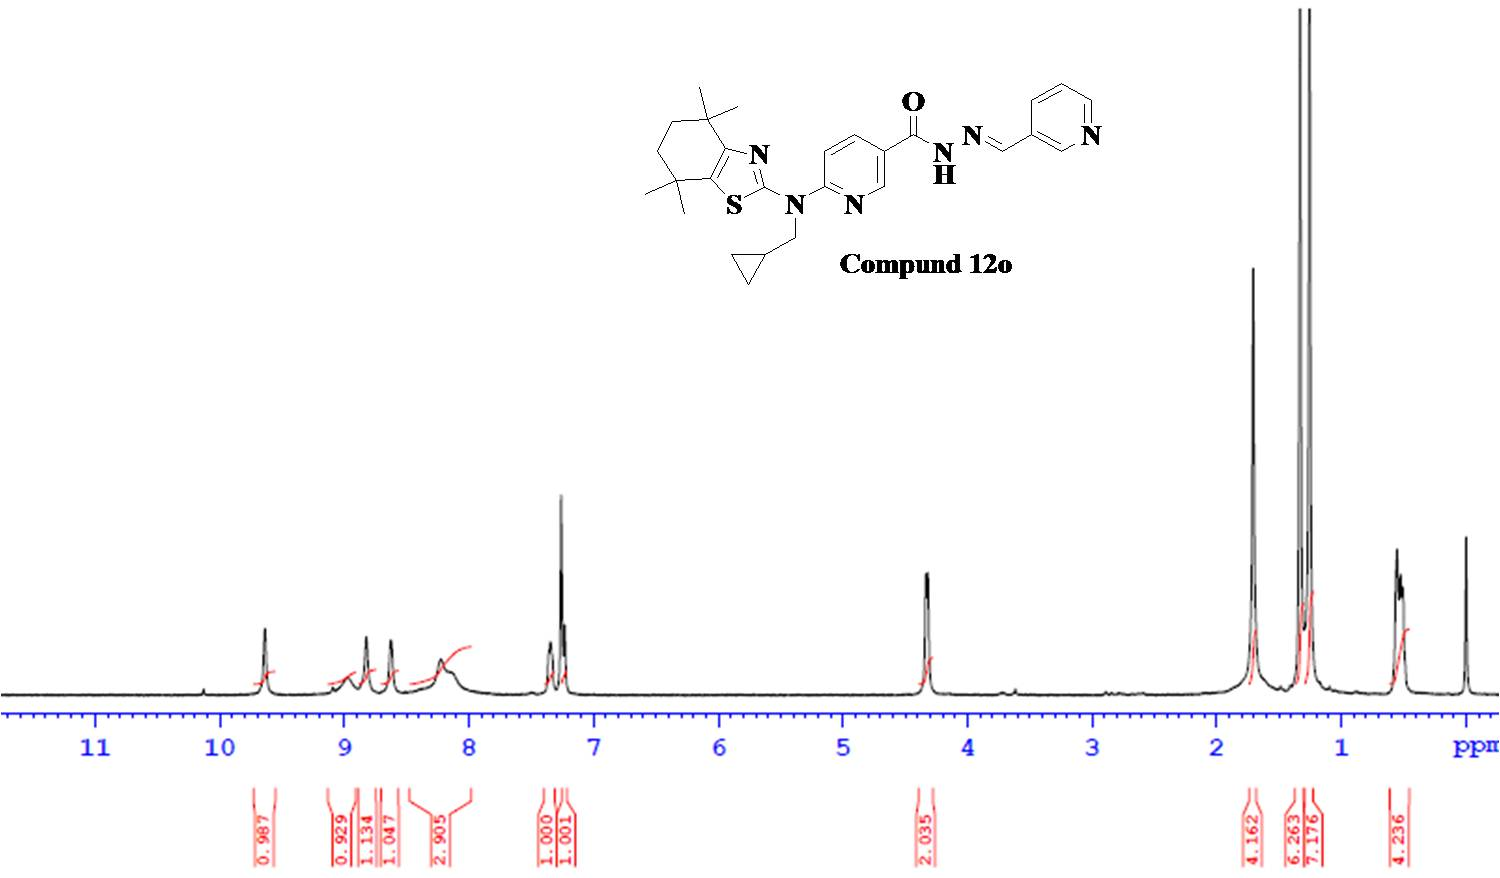 O
N
N
N
N
H
S
N
N
Compund 12o
11 10 9 8 7 6 5 4 3 2 1 ppm
0.987
0.929
1.134
1.047
2.905
1.000
1.001
2.035
4.162
6.263
7.176
4.236